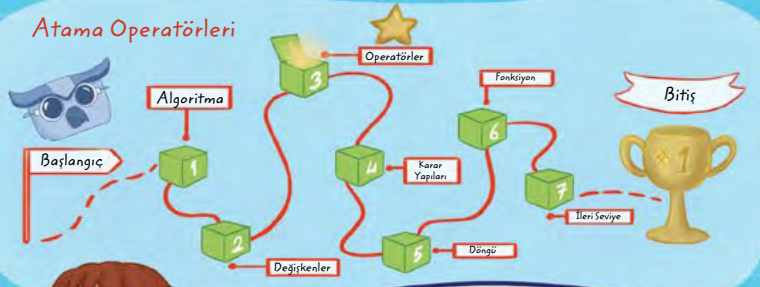 Atama Operatörleri
Başlangıç
Algoritma
1
2
Değişkenler
3
Operatörler
4
Karar
Yapıları
5
Döngü
6
Fonksiyon
7
İleri Seviye
Bitiş
#1